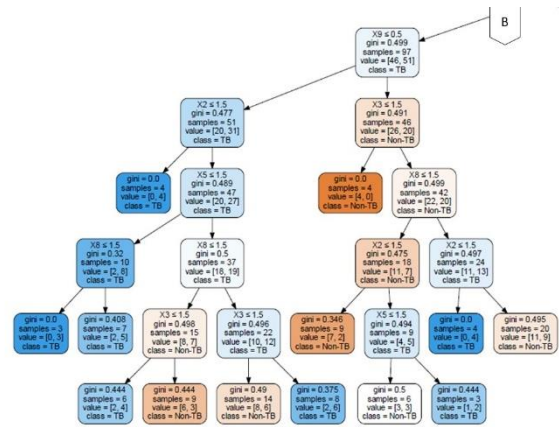 B
X9 ≤ 0.5
gini = 0.499
samples = 97
value = [46, 51]
class = TB
X2 ≤ 1.5
gini = 0.477
samples = 51
value = [20, 31]
class = TB
X3 ≤ 1.5
gini = 0.491
samples = 46
value = [26, 20]
class = Non-TB
gini = 0.0
samples = 4
value = [0, 4]
class = TB
X5 ≤ 1.5
gini = 0.489
samples = 47
value = [20, 27]
class = TB
gini = 0.0
samples = 4
value = [4, 0]
class = Non-TB
X8 ≤ 1.5
gini = 0.499
samples = 42
value = [22, 20]
class = Non-TB
X8 ≤ 1.5
gini = 0.32
samples = 10
value = [2, 8]
class = TB
X8 ≤ 1.5
gini = 0.5
samples = 37
value = [18, 19]
class = TB
X2 ≤ 1.5
gini = 0.475
samples = 18
value = [11, 7]
class = Non-TB
X2 ≤ 1.5
gini = 0.497
samples = 24
value = [11, 13]
class = TB
gini = 0.0
samples = 3
value = [0, 3]
class = TB
gini = 0.408
samples = 7
value = [2, 5]
class = TB
X3 ≤ 1.5
gini = 0.498
samples = 15
value = [8, 7]
class = Non-TB
X3 ≤ 1.5
gini = 0.496
samples = 22
value = [10, 12]
class = TB
gini = 0.346
samples = 9
value = [7, 2]
class = Non-TB
X5 ≤ 1.5
gini = 0.494
samples = 9
value = [4, 5]
class = TB
gini = 0.0
samples = 4
value = [0, 4]
class = TB
gini = 0.495
samples = 20
value = [11, 9]
class = Non-TB
gini = 0.444
samples = 6
value = [2, 4]
class = TB
gini = 0.444
samples = 9
value = [6, 3]
class = Non-TB
gini = 0.49
samples = 14
value = [8, 6]
class = Non-TB
gini = 0.375
samples = 8
value = [2, 6]
class = TB
gini = 0.5
samples = 6
value = [3, 3]
class = Non-TB
gini = 0.444
samples = 3
value = [1, 2]
class = TB